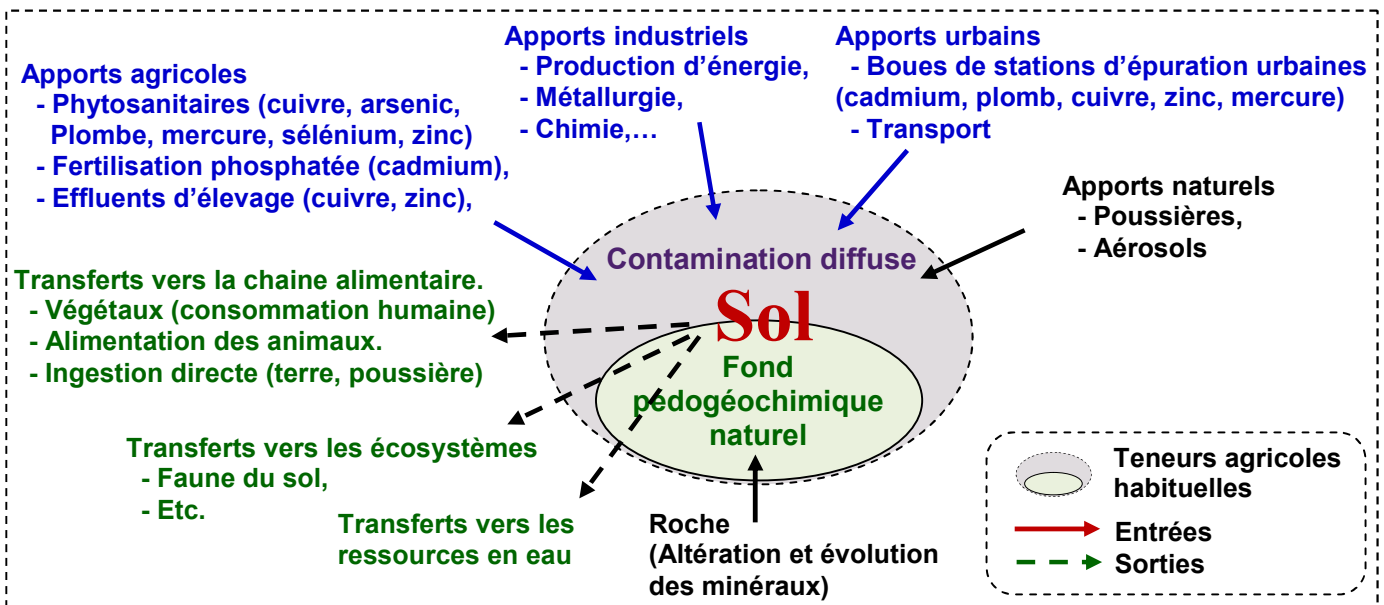 Apports agricoles
- Phytosanitaires (cuivre, arsenic,
Plombe, mercure, sélénium, zinc)
- Fertilisation phosphatée (cadmium),
- Effluents d'élevage (cuivre, zinc),
Apports industriels
- Production d'énergie,
- Métallurgie,
- Chimie,…
Apports urbains
- Boues de stations d'épuration urbaines
(cadmium, plomb, cuivre, zinc, mercure)
- Transport
Apports naturels
- Poussières,
- Aérosols
Contamination diffuse
Sol
Fond
pédogéochimique
naturel
Transferts vers la chaine alimentaire.
- Végétaux (consommation humaine)
- Alimentation des animaux.
- Ingestion directe (terre, poussière)
Transferts vers les écosystèmes
- Faune du sol,
- Etc.
Transferts vers les
ressources en eau
Roche
(Altération et évolution
des minéraux)
Teneurs agricoles
habituelles
Entrées
Sorties